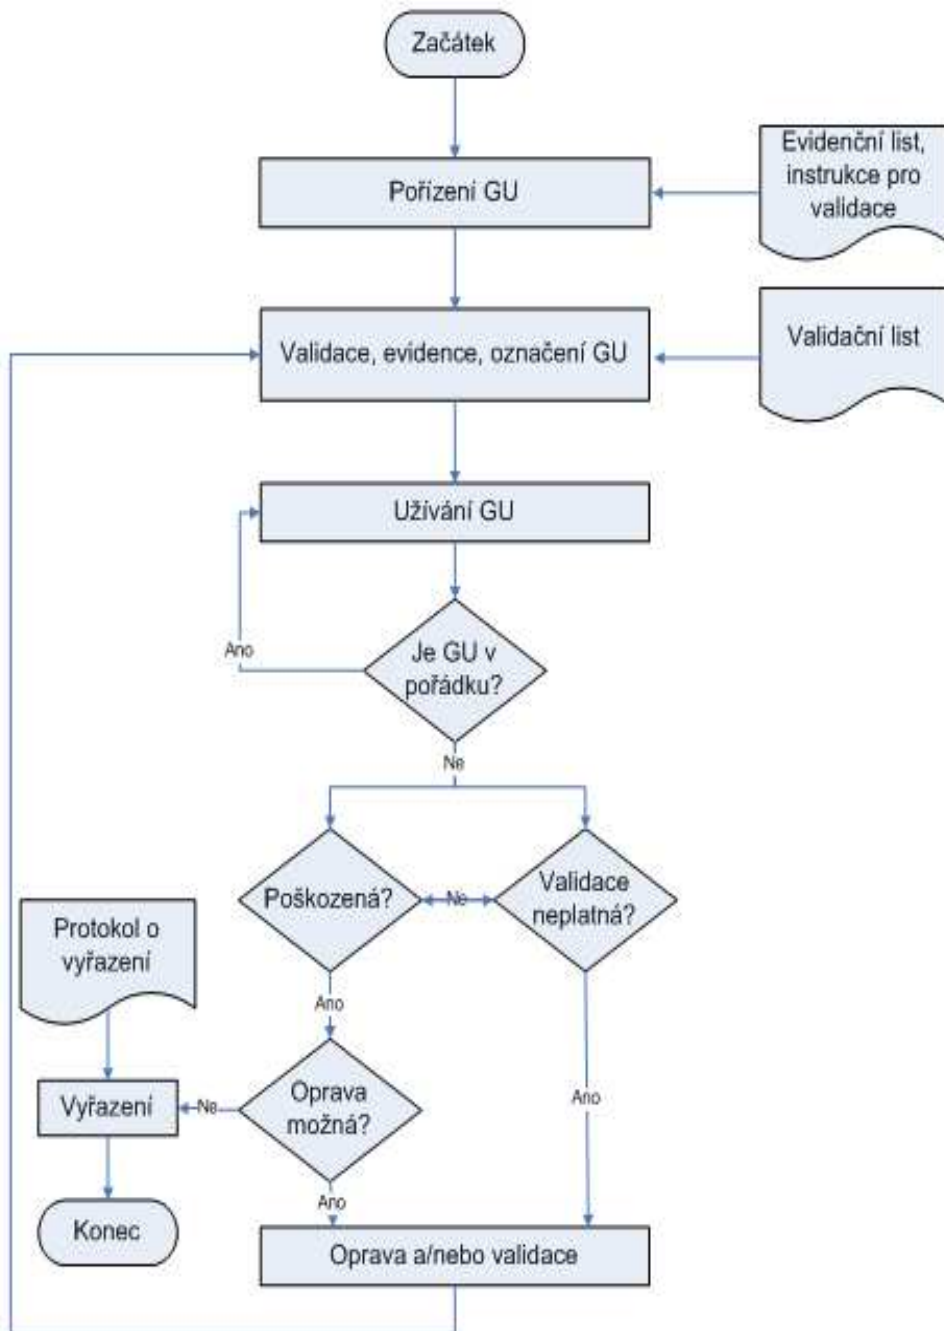 Začátek
Pořízení GU
Evidenční list,
instrukce pro
validace
Validace, evidence, označení GU
Validační list
Užívání GU
Ano
Je GU v
pořádku?
Ne
Poškozená?
Ne
Validace
neplatná?
Protokol o
vyřazení
Ano
Vyřazení
Ne
Oprava
možná?
Ano
Ano
Konec
Oprava a/nebo validace